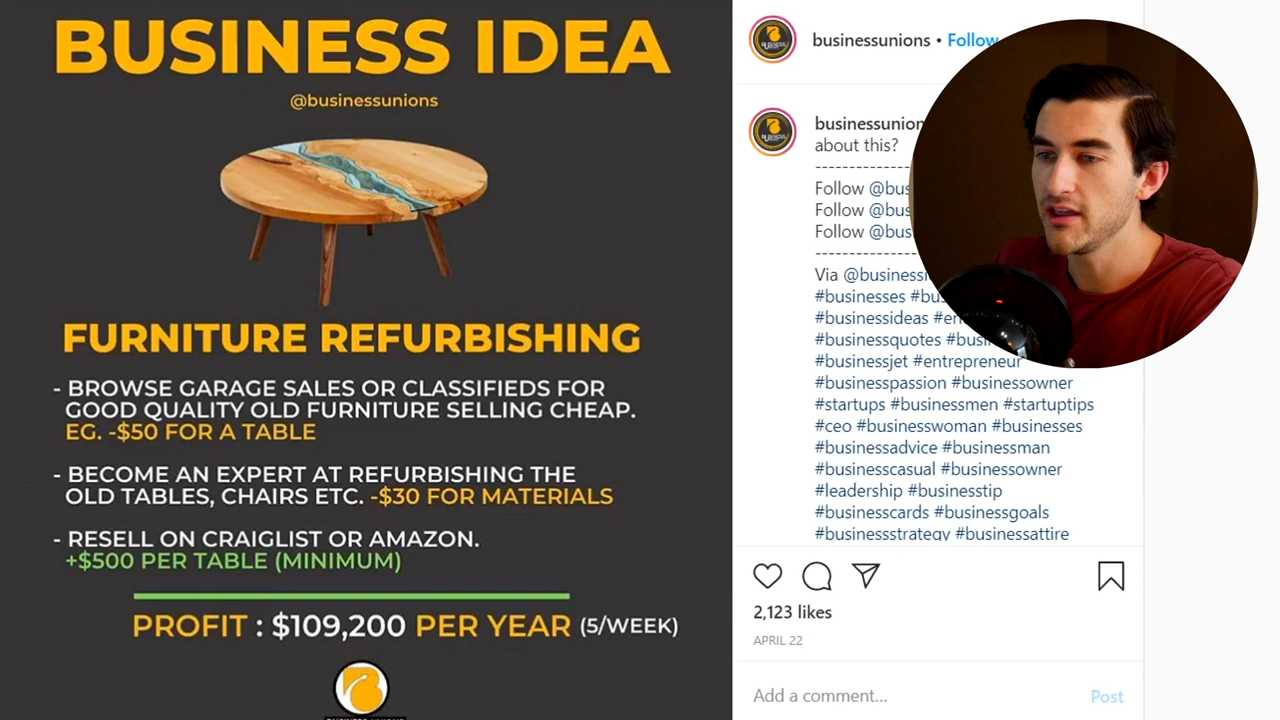 BUSINESS IDEA
@businessunions
FURNITURE REFURBISHING
- BROWSE GARAGE SALES OR CLASSIFIEDS FOR
GOOD QUALITY OLD FURNITURE SELLING CHEAP.
EG. -$50 FOR A TABLE
- BECOME AN EXPERT AT REFURBISHING THE
OLD TABLES, CHAIRS ETC. -$30 FOR MATERIALS
- RESELL ON CRAIGLIST OR AMAZON.
+$500 PER TABLE (MINIMUM)
PROFIT : $109,200 PER YEAR (5/WEEK)
businessunions • Follow
about this?
--------------
Follow
Follow
Follow
--------------
Via
#businesses
#businessideas
#businessquotes
#businessjet #entrepreneur
#businesspassion #businessowner
#startups #businessmen #startuptips
#ceo #businesswoman #businesses
#businessadvice #businessman
#businesscasual #businessowner
#leadership #businesstip
#businesscards #businessgoals
#businessstrategy #businessattire
2,123 likes
APRIL 22
Add a comment... Post